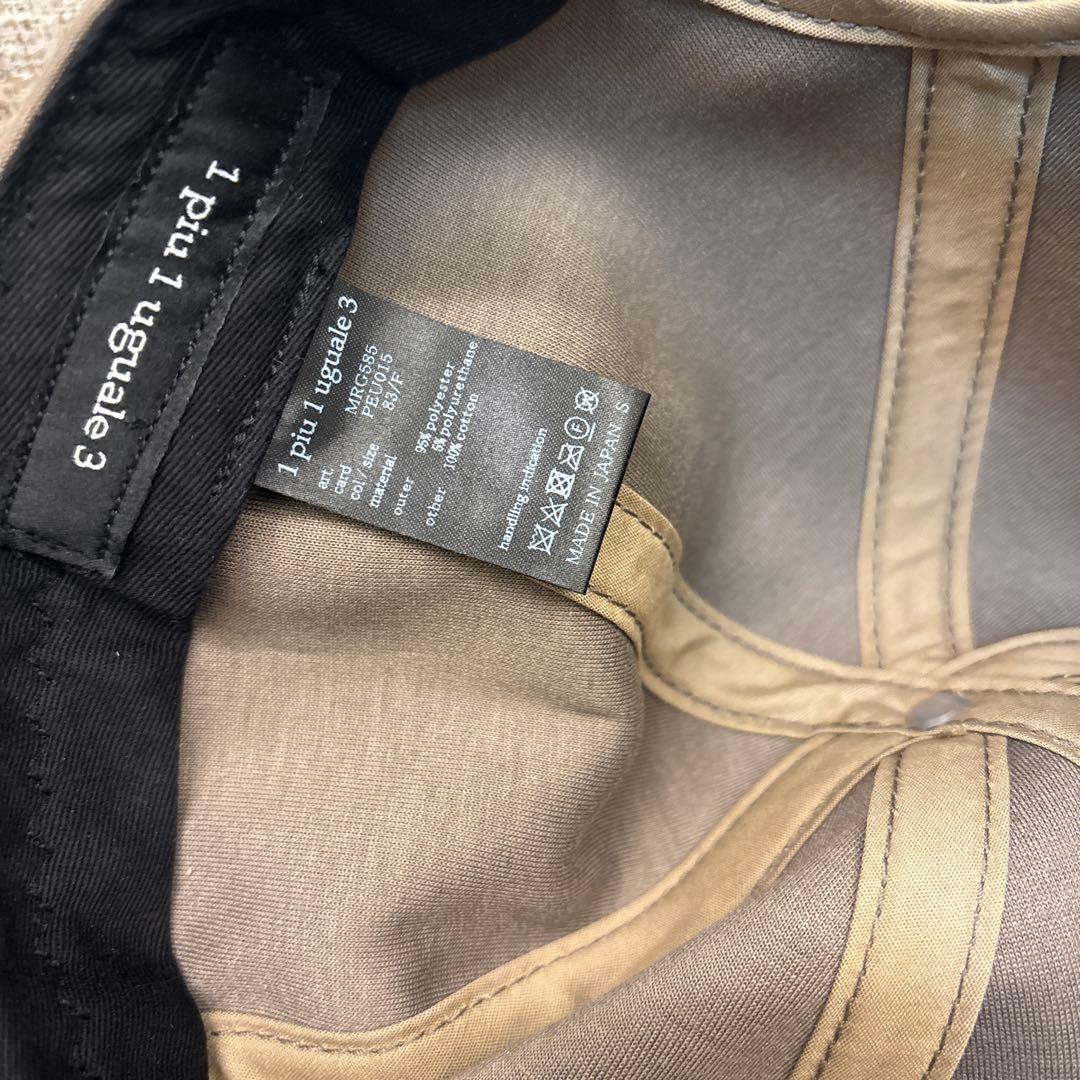 1 piu 1 uguale 3
1 piu 1 uguale 3
art. MRG585
card PEU015
col/size 83/F
material
outer 95% polyester
5% polyurethane
other 100% cotton
handling indication
MADE IN JAPAN S